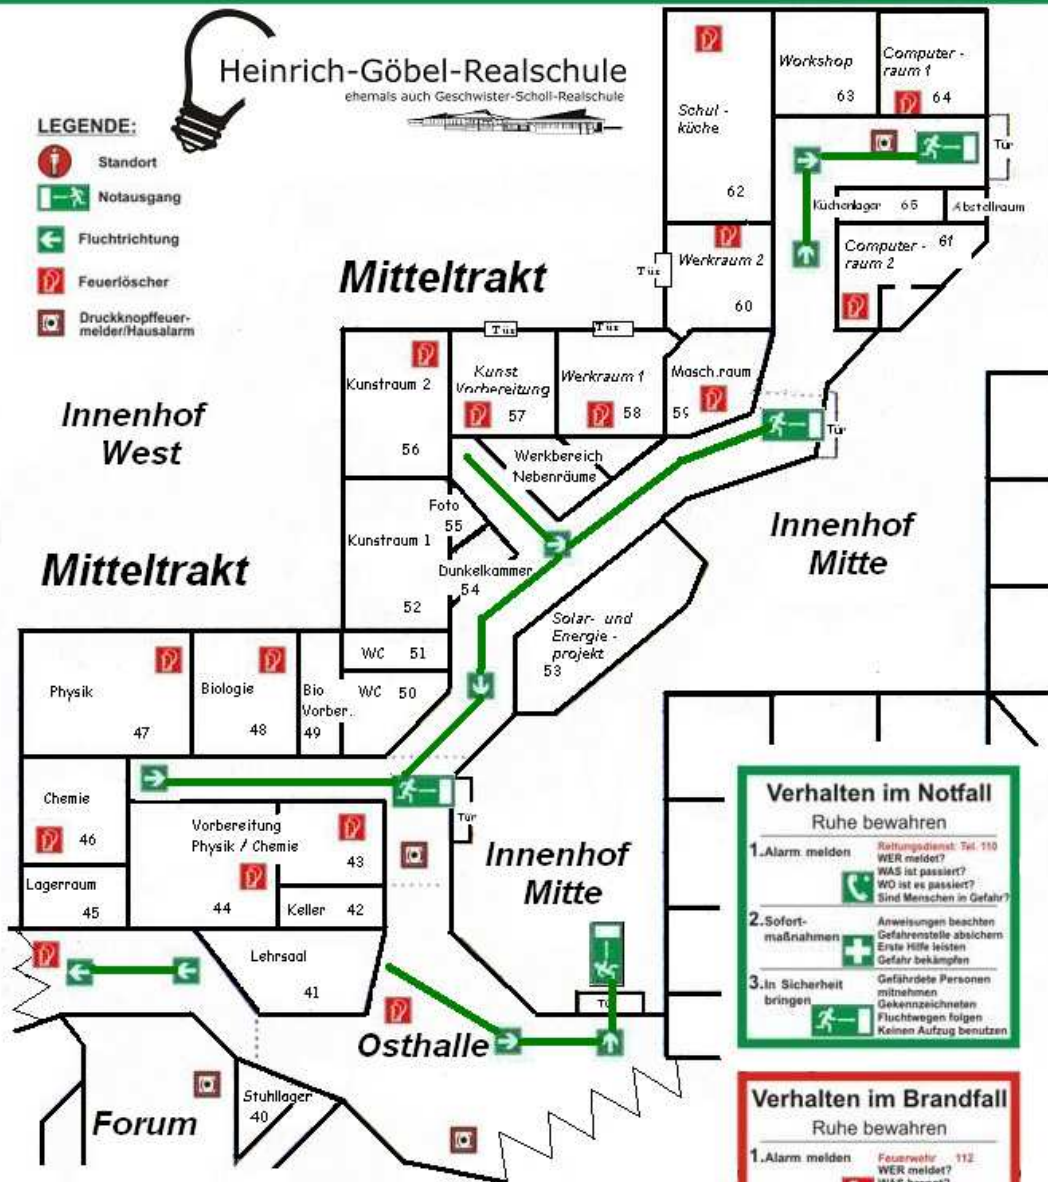 Heinrich-Göbel-Realschule
ehemals auch Geschwister-Scholl-Realschule
LEGENDE:
Standort
Notausgang
Fluchtrichtung
Feuerlöscher
Druckknopffeuer-
melder/Hausalarm
Schul -
küche
62
Workshop
63
Computer -
raum 1
64
Tür
Küchenlager 65
Abstellraum
Computer - 61
raum 2
Mitteltrakt
Tür
Werkraum 2
60
Innenhof
West
Tür
Tür
Kunstraum 2
56
Kunst
Vorbereitung
57
Werkraum 1
58
Masch.raum
59
Tür
Werkbereich
Nebenräume
Foto
55
Kunstraum 1
52
Dunkelkammer
54
Innenhof
Mitte
Mitteltrakt
Solar- und
Energie -
projekt
53
WC 51
WC 50
Physik
47
Biologie
48
Bio
Vorber.
49
Chemie
46
Vorbereitung
Physik / Chemie
43
44
Tür
Innenhof
Mitte
Lagerraum
45
Keller 42
Lehrsaal
41
Osthalle
Stuhllager
40
Forum
Verhalten im Notfall
Ruhe bewahren
1.Alarm melden
Rettungsdienst: Tel. 110
WER meldet?
WAS ist passiert?
WO ist es passiert?
Sind Menschen in Gefahr?
2.Sofort-
maßnahmen
Anweisungen beachten
Gefahrenstelle absichern
Erste Hilfe leisten
Gefahr bekämpfen
3.In Sicherheit
bringen
Gefährdete Personen
mitnehmen
Gekennzeichneten
Fluchtwegen folgen
Keinen Aufzug benutzen
Verhalten im Brandfall
Ruhe bewahren
1.Alarm melden
Feuerwehr 112
WER meldet?